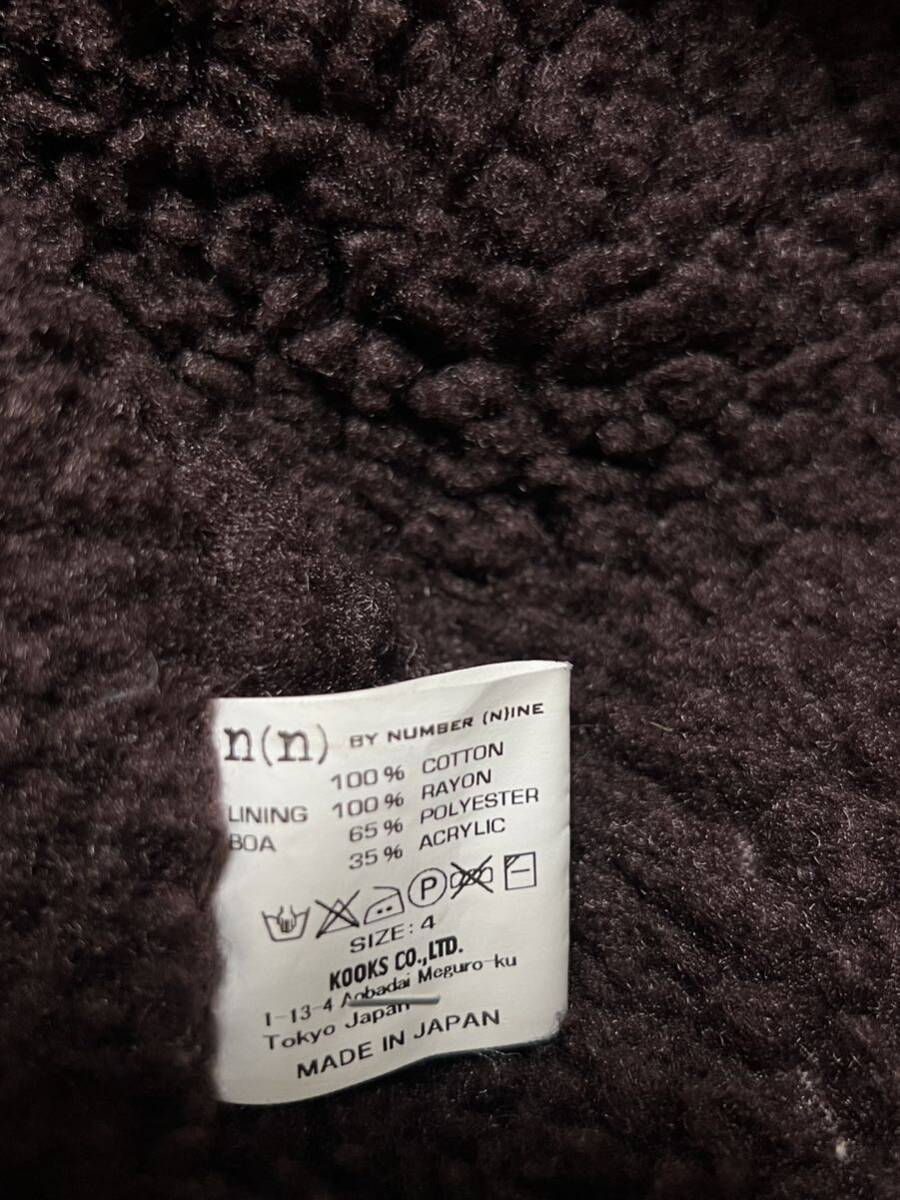 n(n) BY NUMBER (N)INE
100% COTTON
LINING 100% RAYON
BOA 65% POLYESTER
35% ACRYLIC
P
SIZE: 4
KOOKS CO.,LTD.
1-13-4 Aobadai Meguro-ku
Tokyo Japan
MADE IN JAPAN